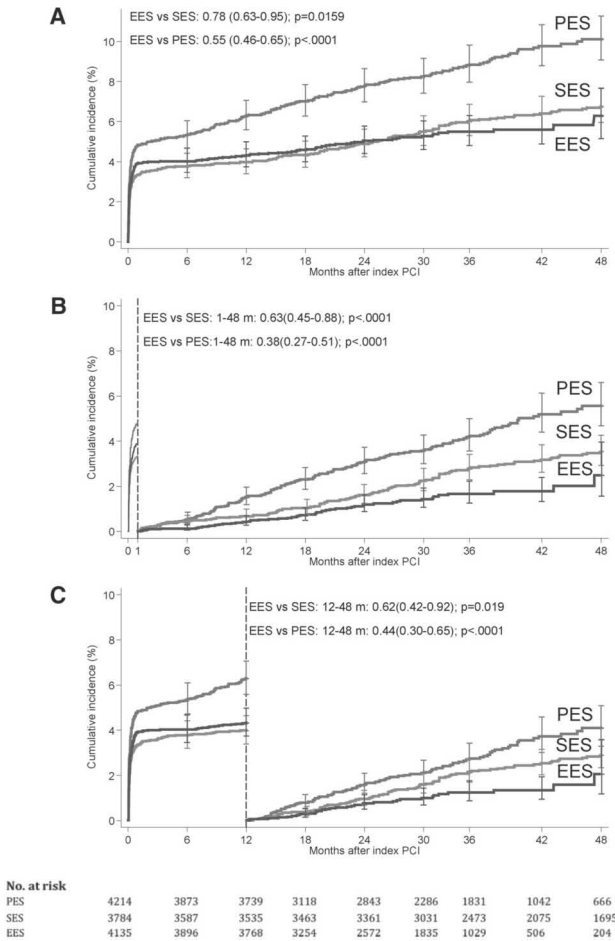 A
EES vs SES: 0.78 (0.63-0.95); p=0.0159
EES vs PES: 0.55 (0.46-0.65); p<.0001
PES
SES
EES
Cumulative incidence (%)
10
8
6
4
2
0
0 6 12 18 24 30 36 42 48
Months after index PCI
B
EES vs SES: 1-48 m: 0.63(0.45-0.88); p<.0001
EES vs PES:1-48 m: 0.38(0.27-0.51); p<.0001
PES
SES
EES
Cumulative incidence (%)
10
8
6
4
2
0
0 1 6 12 18 24 30 36 42 48
Months after index PCI
C
EES vs SES: 12-48 m: 0.62(0.42-0.92); p=0.019
EES vs PES: 12-48 m: 0.44(0.30-0.65); p<.0001
PES
SES
EES
Cumulative incidence (%)
10
8
6
4
2
0
0 6 12 18 24 30 36 42 48
Months after index PCI
No. at risk
PES 4214 3873 3739 3118 2843 2286 1831 1042 666
SES 3784 3587 3535 3463 3361 3031 2473 2075 1695
EES 4135 3896 3768 3254 2572 1835 1029 506 204